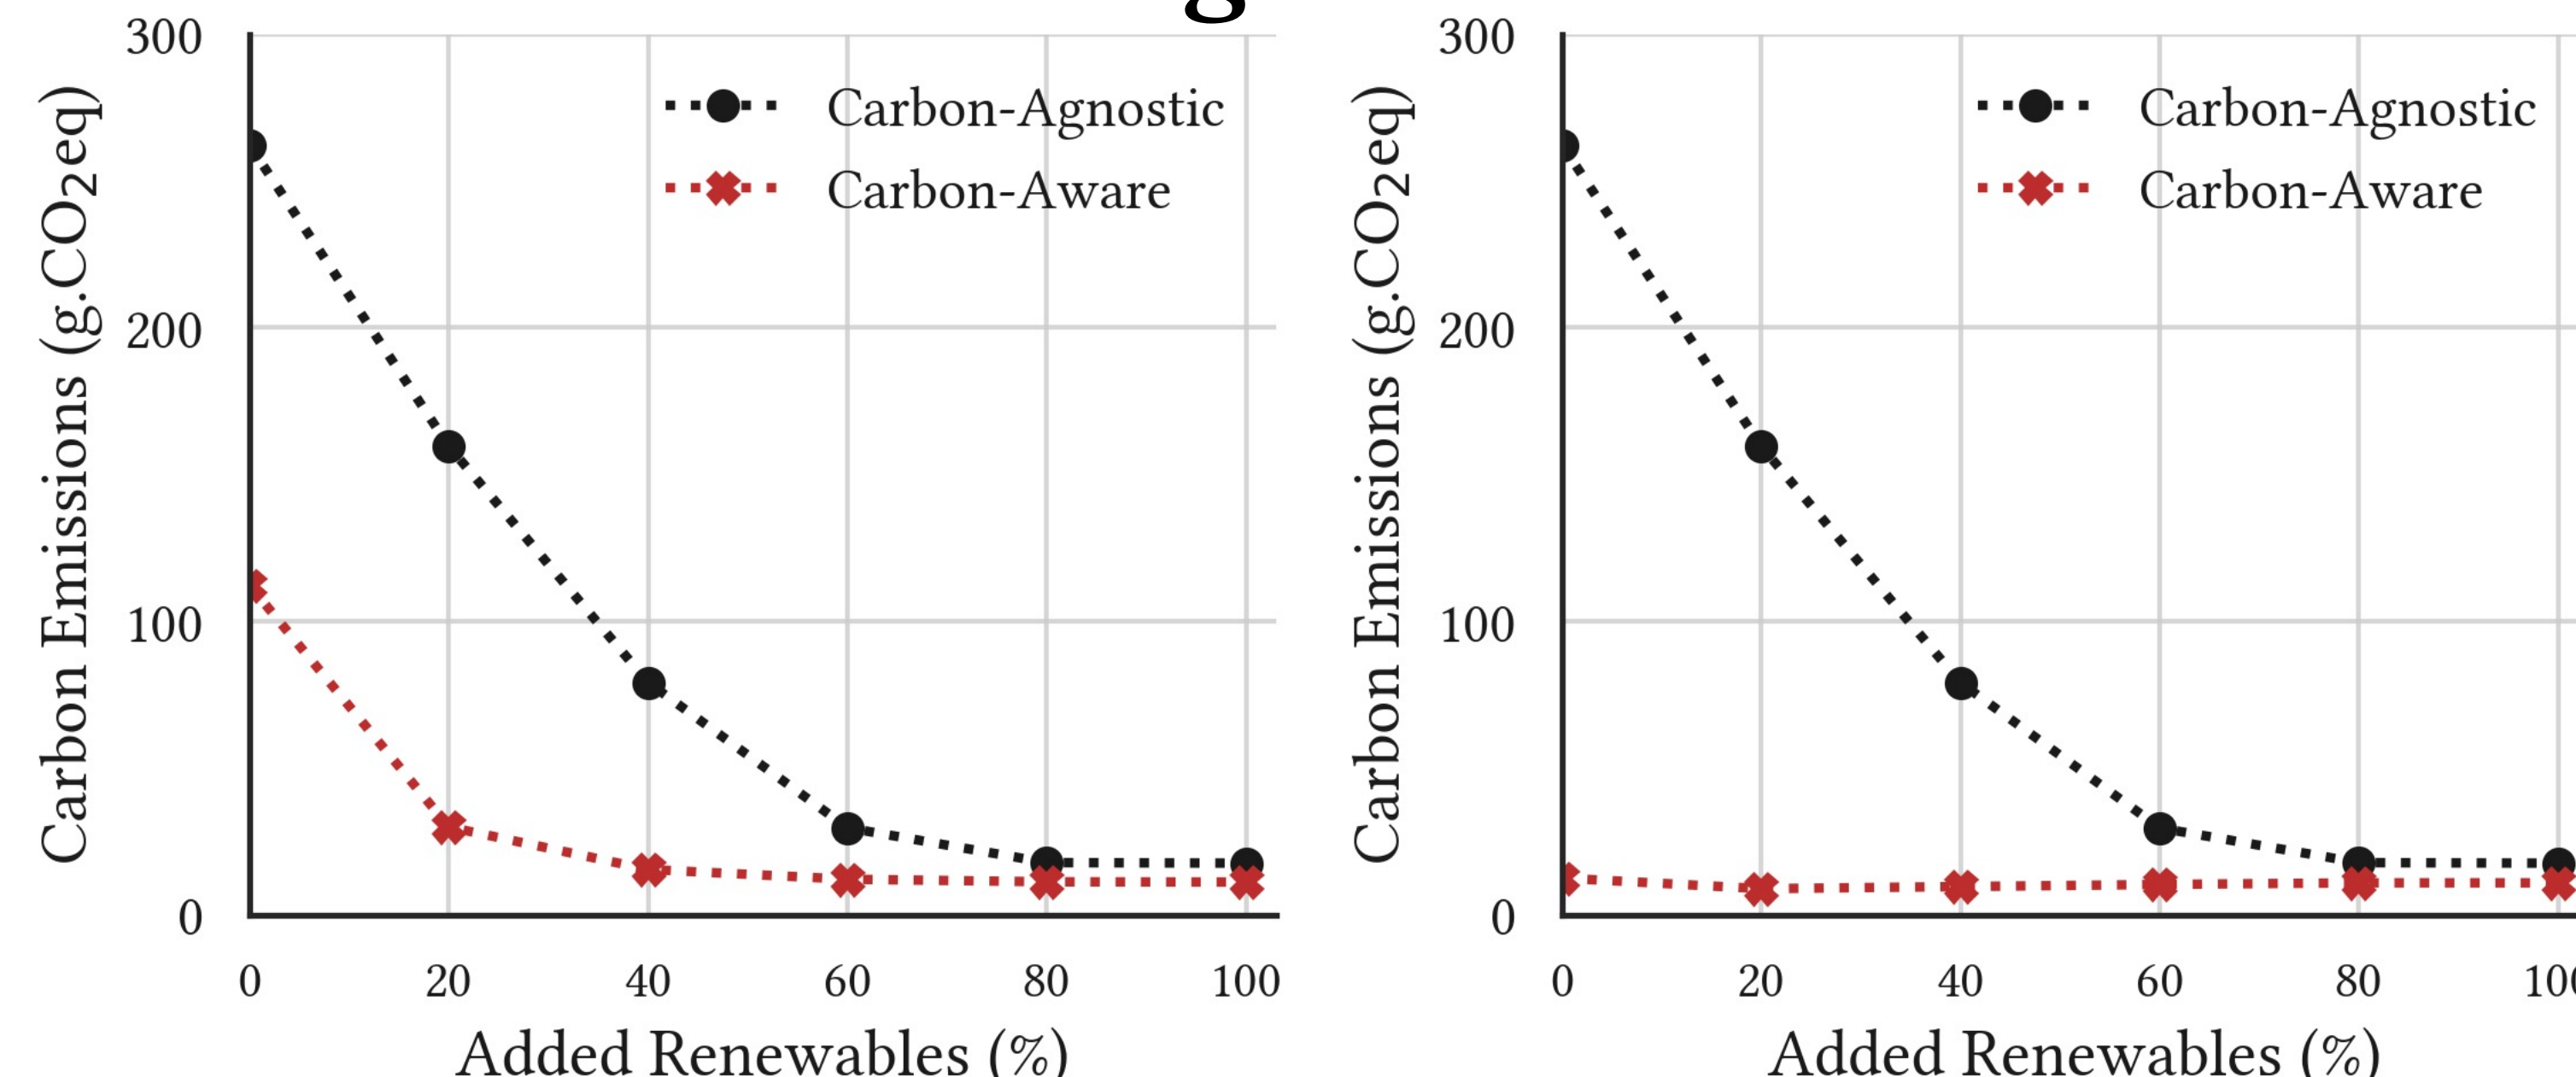 g
300
200
100
0
Carbon Emissions (g.CO₂eq)
Carbon-Agnostic
Carbon-Aware
0 20 40 60 80 100
Added Renewables (%)
300
200
100
0
Carbon Emissions (g.CO₂eq)
Carbon-Agnostic
Carbon-Aware
0 20 40 60 80 100
Added Renewables (%)